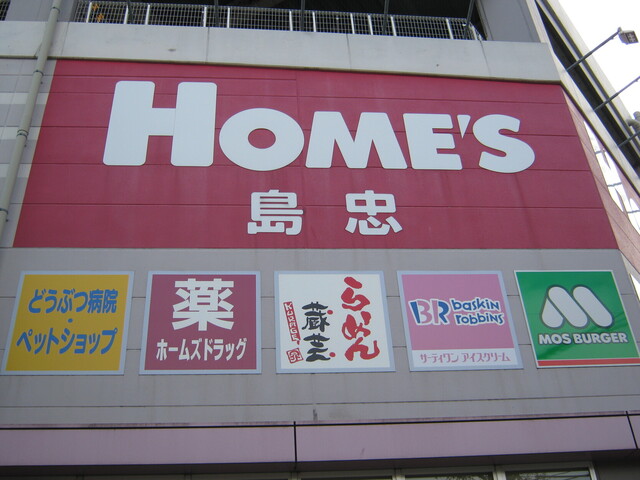 HOME'S
島忠
どうぶつ病院
・
ペットショップ
薬
ホームズドラッグ
らめん
蔵芸
BR baskin
robbins
サーティワン アイスクリーム
MOS BURGER